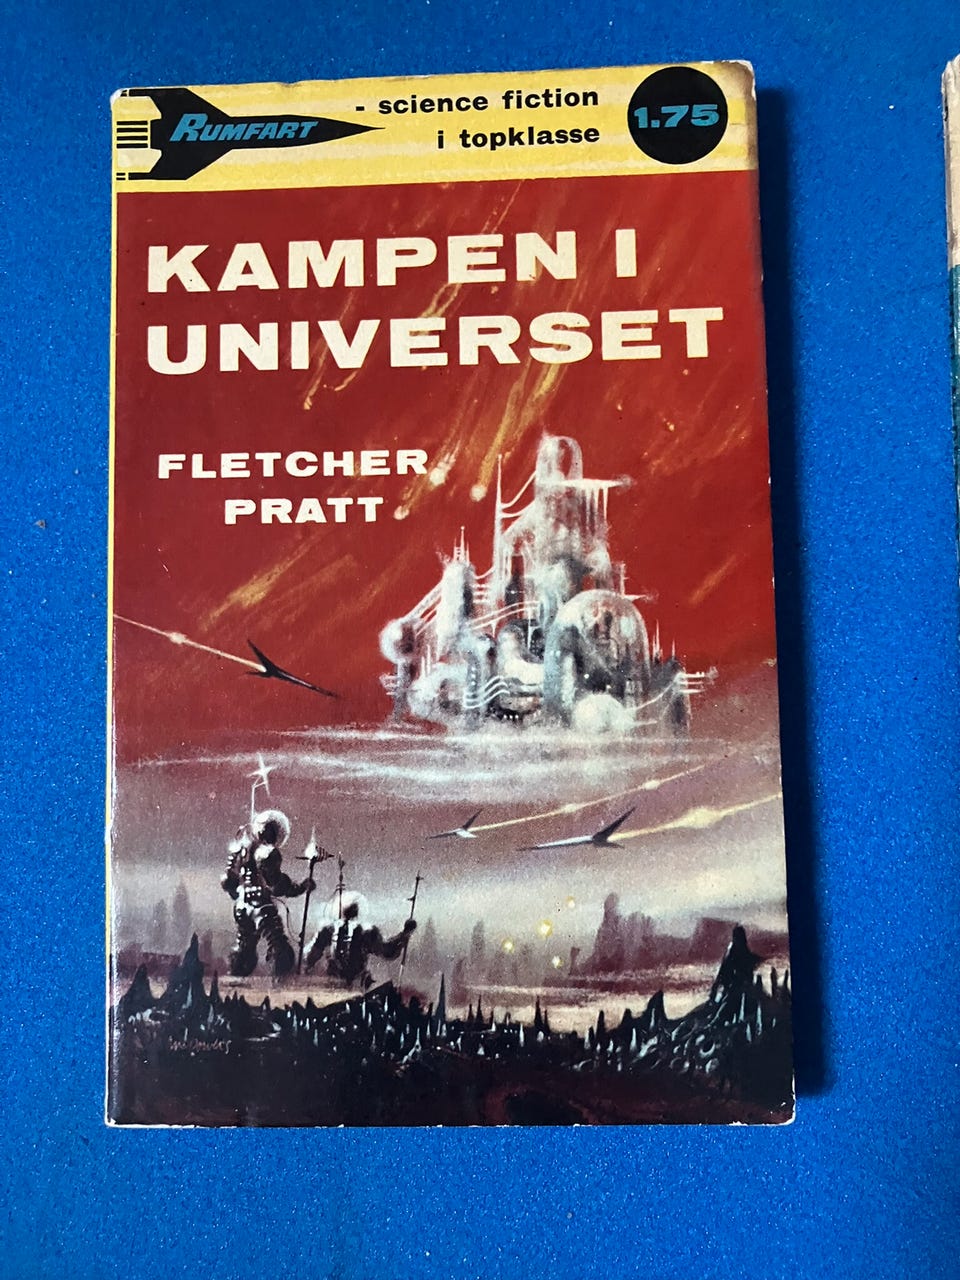 RUMFART
- science fiction
i topklasse
1.75
KAMPEN I
UNIVERSET
FLETCHER
PRATT